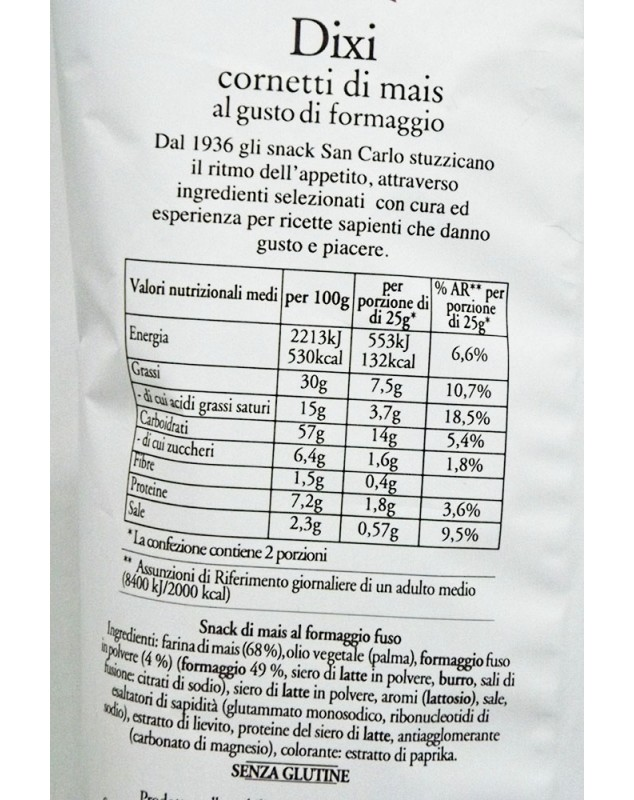 Dixi
cornetti di mais
al gusto di formaggio
Dal 1936 gli snack San Carlo stuzzicano
il ritmo dell'appetito, attraverso
ingredienti selezionati con cura ed
esperienza per ricette sapienti che danno
gusto e piacere.
Valori nutrizionali medi per 100g per porzione di di 25g* % AR** per porzione di 25g*
Energia 2213kJ 530kcal 553kJ 132kcal 6,6%
Grassi 30g 7,5g 10,7%
- di cui acidi grassi saturi 15g 3,7g 18,5%
Carboidrati 57g 14g 5,4%
- di cui zuccheri 6,4g 1,6g 1,8%
Fibre 1,5g 0,4g
Proteine 7,2g 1,8g 3,6%
Sale 2,3g 0,57g 9,5%
*La confezione contiene 2 porzioni
** Assunzioni di Riferimento giornaliere di un adulto medio
(8400 kJ/2000 kcal)
Snack di mais al formaggio fuso
Ingredienti: farina di mais (68%), olio vegetale (palma), formaggio fuso
in polvere (4 %) (formaggio 49 %, siero di latte in polvere, burro, sali di
fusione: citrati di sodio), siero di latte in polvere, aromi (lattosio), sale,
esaltatori di sapidità (glutammato monosodico, ribonucleotidi di
sodio), estratto di lievito, proteine del siero di latte, antiagglomerante
(carbonato di magnesio), colorante: estratto di paprika.
SENZA GLUTINE